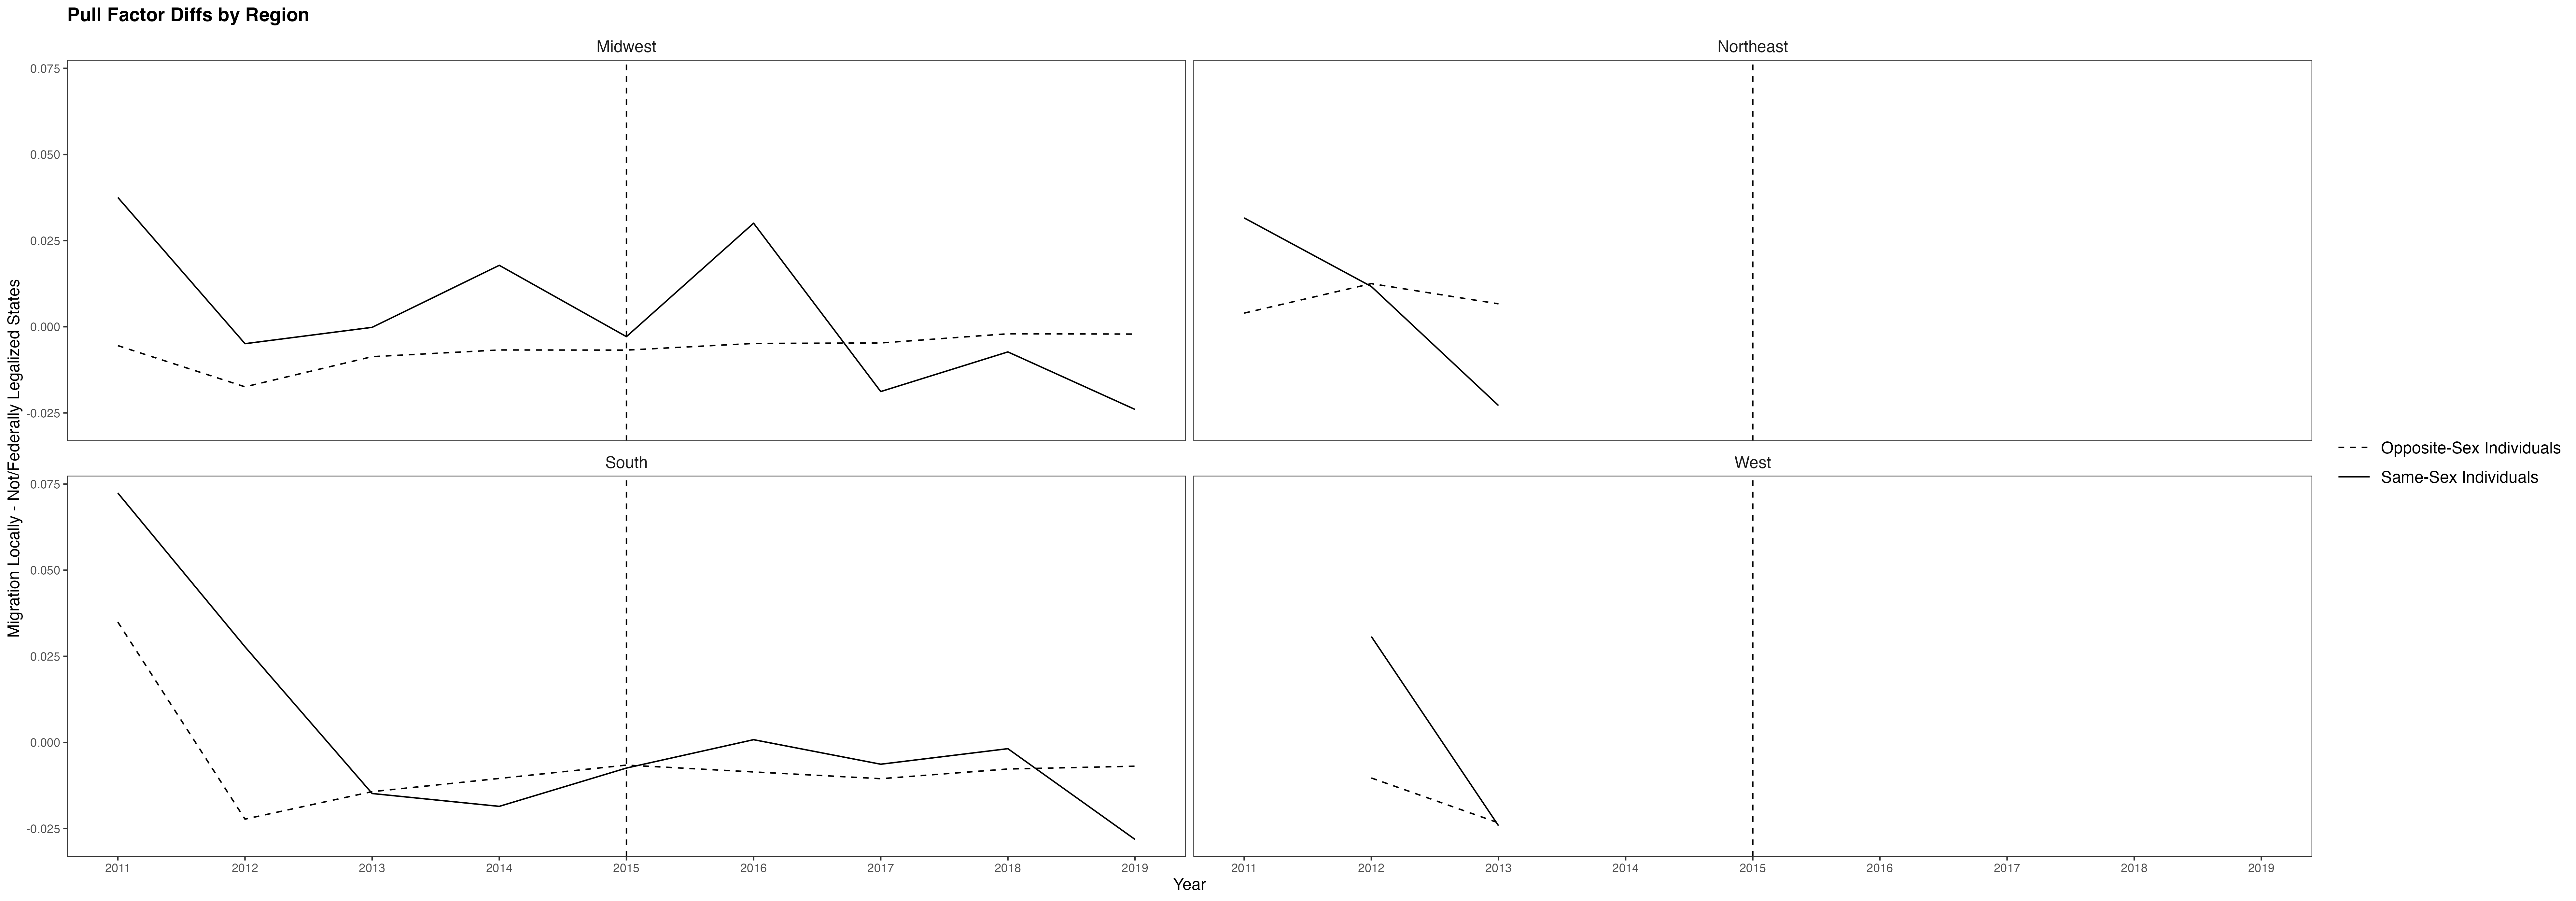 Pull Factor Diffs by Region
Midwest
Northeast
0.075
0.050
0.025
0.000
-0.025
Migration Locally - Not/Federally Legalized States
South
West
0.075
0.050
0.025
0.000
-0.025
Opposite-Sex Individuals
Same-Sex Individuals
2011 2012 2013 2014 2015 2016 2017 2018 2019
2011 2012 2013 2014 2015 2016 2017 2018 2019
Year